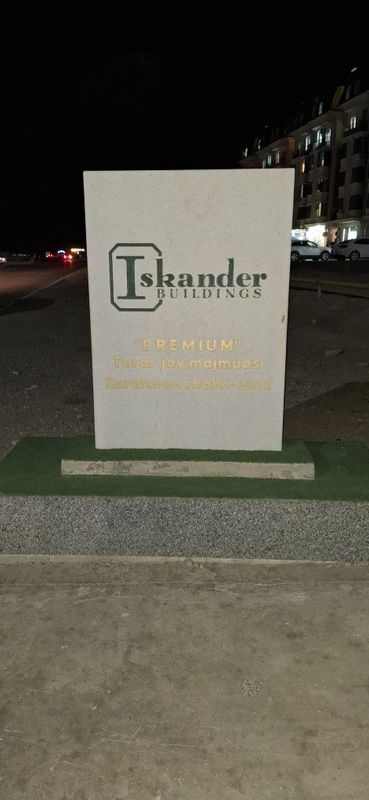 Iskander
BUILDINGS
"PREMIUM"
Turar joy majmuasi
Zarafshon shahri-2022